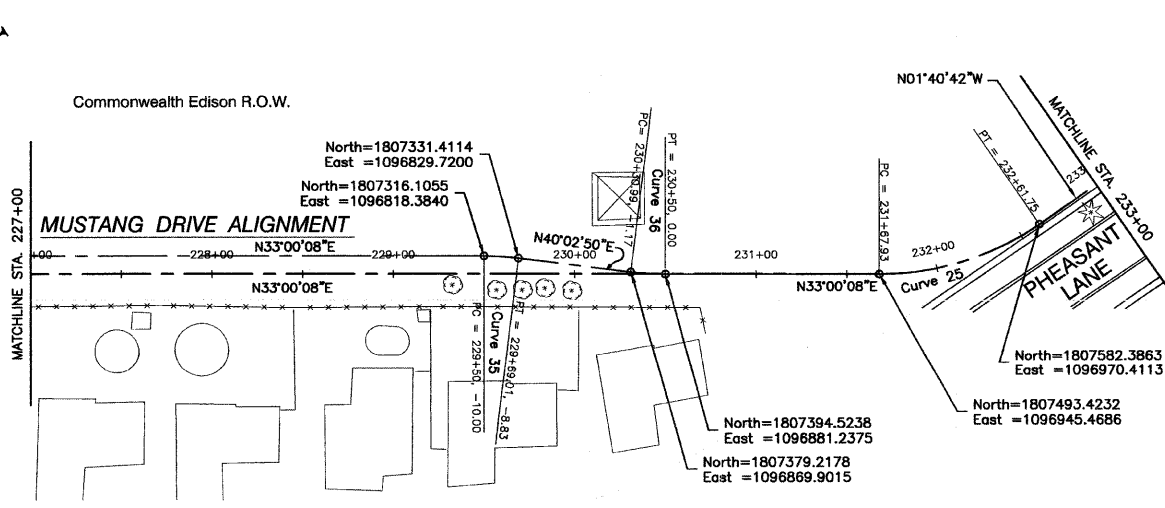 N01°40'42"W
MATCHLINE STA. 233+00
Commonwealth Edison R.O.W.
North=1807331.4114
East =1096829.7200
North=1807316.1055
East =1096818.3840
MATCHLINE STA. 227+00
MUSTANG DRIVE ALIGNMENT
N33°00'08"E
N40°02'50"E
PT = 230+50, 0.00
Curve 36
PC = 231+67.93
PT = 232+61.75
233
00
228+00
229+00
230+00
231+00
232+00
N33°00'08"E
N33°00'08"E
Curve 25
PHEASANT
LANE
PC = 229+50, -10.00
Curve 35
PT = 229+69.01, -8.83
North=1807582.3863
East =1096970.4113
North=1807493.4232
East =1096945.4686
North=1807394.5238
East =1096881.2375
North=1807379.2178
East =1096869.9015